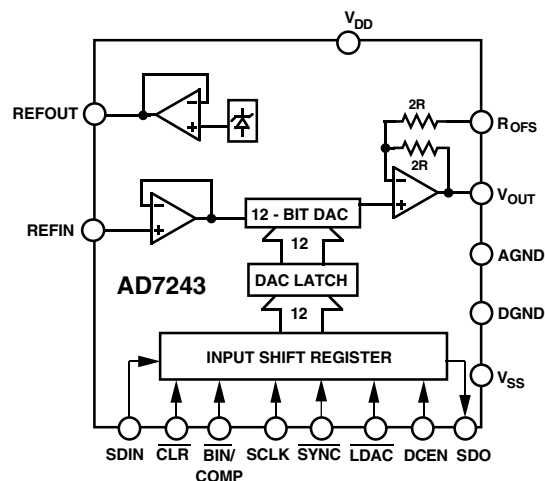 VDD
REFOUT
2R
ROFS
2R
VOUT
REFIN
12 - BIT DAC
12
AGND
DAC LATCH
AD7243
12
DGND
INPUT SHIFT REGISTER
VSS
SDIN
CLR
BIN/
COMP
SCLK
SYNC
LDAC
DCEN
SDO